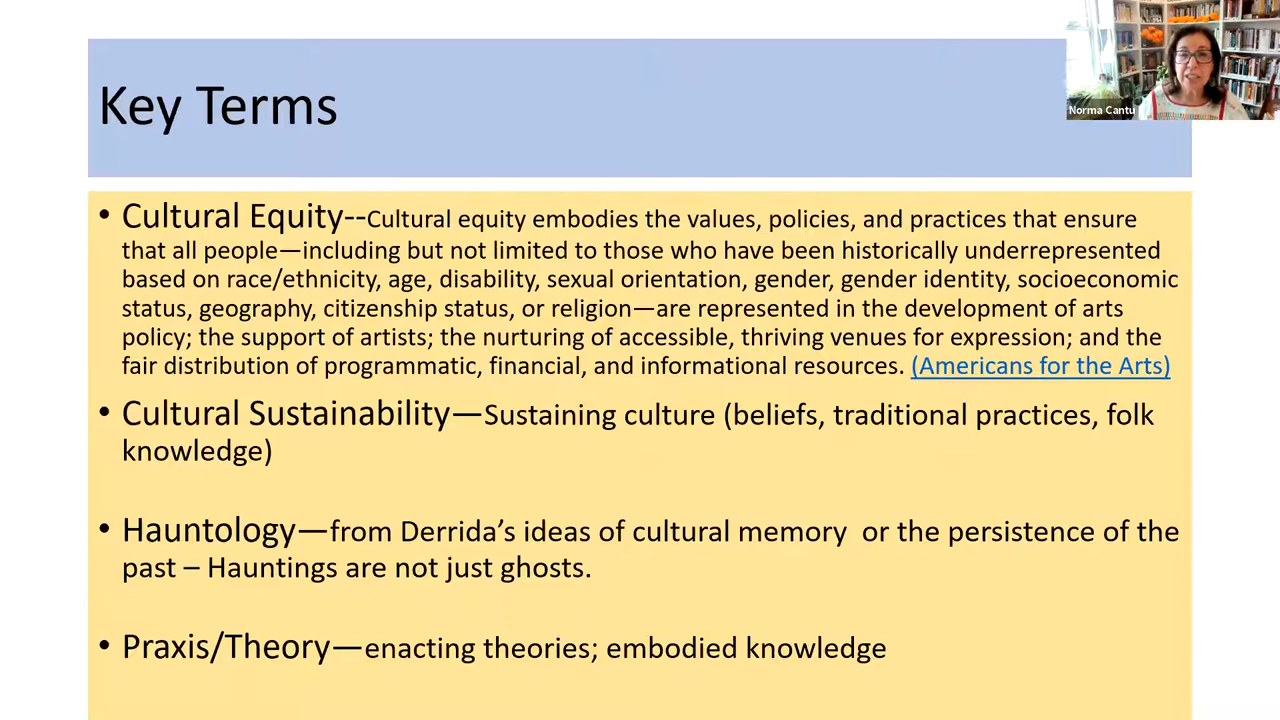 Key Terms
Norma Cantu
• Cultural Equity--Cultural equity embodies the values, policies, and practices that ensure
that all people—including but not limited to those who have been historically underrepresented
based on race/ethnicity, age, disability, sexual orientation, gender, gender identity, socioeconomic
status, geography, citizenship status, or religion—are represented in the development of arts
policy; the support of artists; the nurturing of accessible, thriving venues for expression; and the
fair distribution of programmatic, financial, and informational resources. (Americans for the Arts)
• Cultural Sustainability—Sustaining culture (beliefs, traditional practices, folk
knowledge)
• Hauntology—from Derrida’s ideas of cultural memory  or the persistence of the
past – Hauntings are not just ghosts.
• Praxis/Theory—enacting theories; embodied knowledge